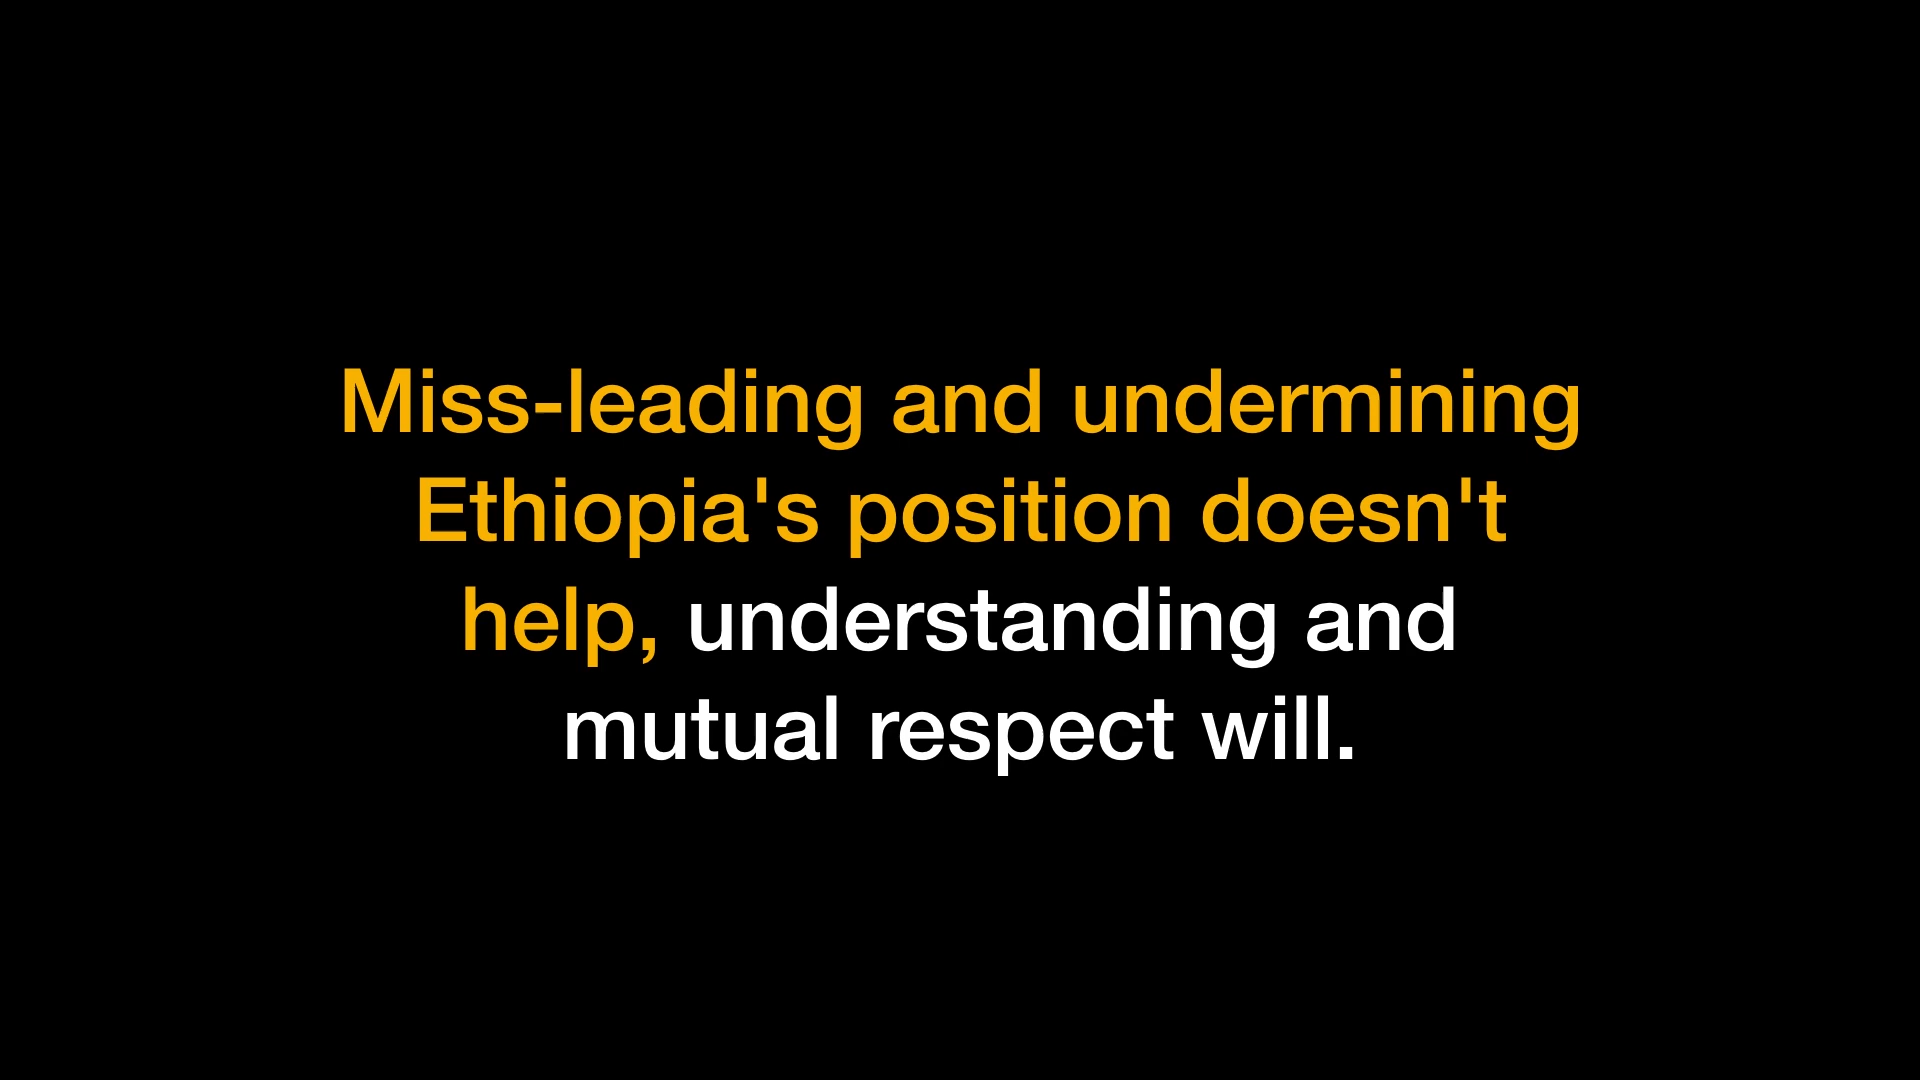 Miss-leading and undermining
Ethiopia's position doesn't
help, understanding and
mutual respect will.